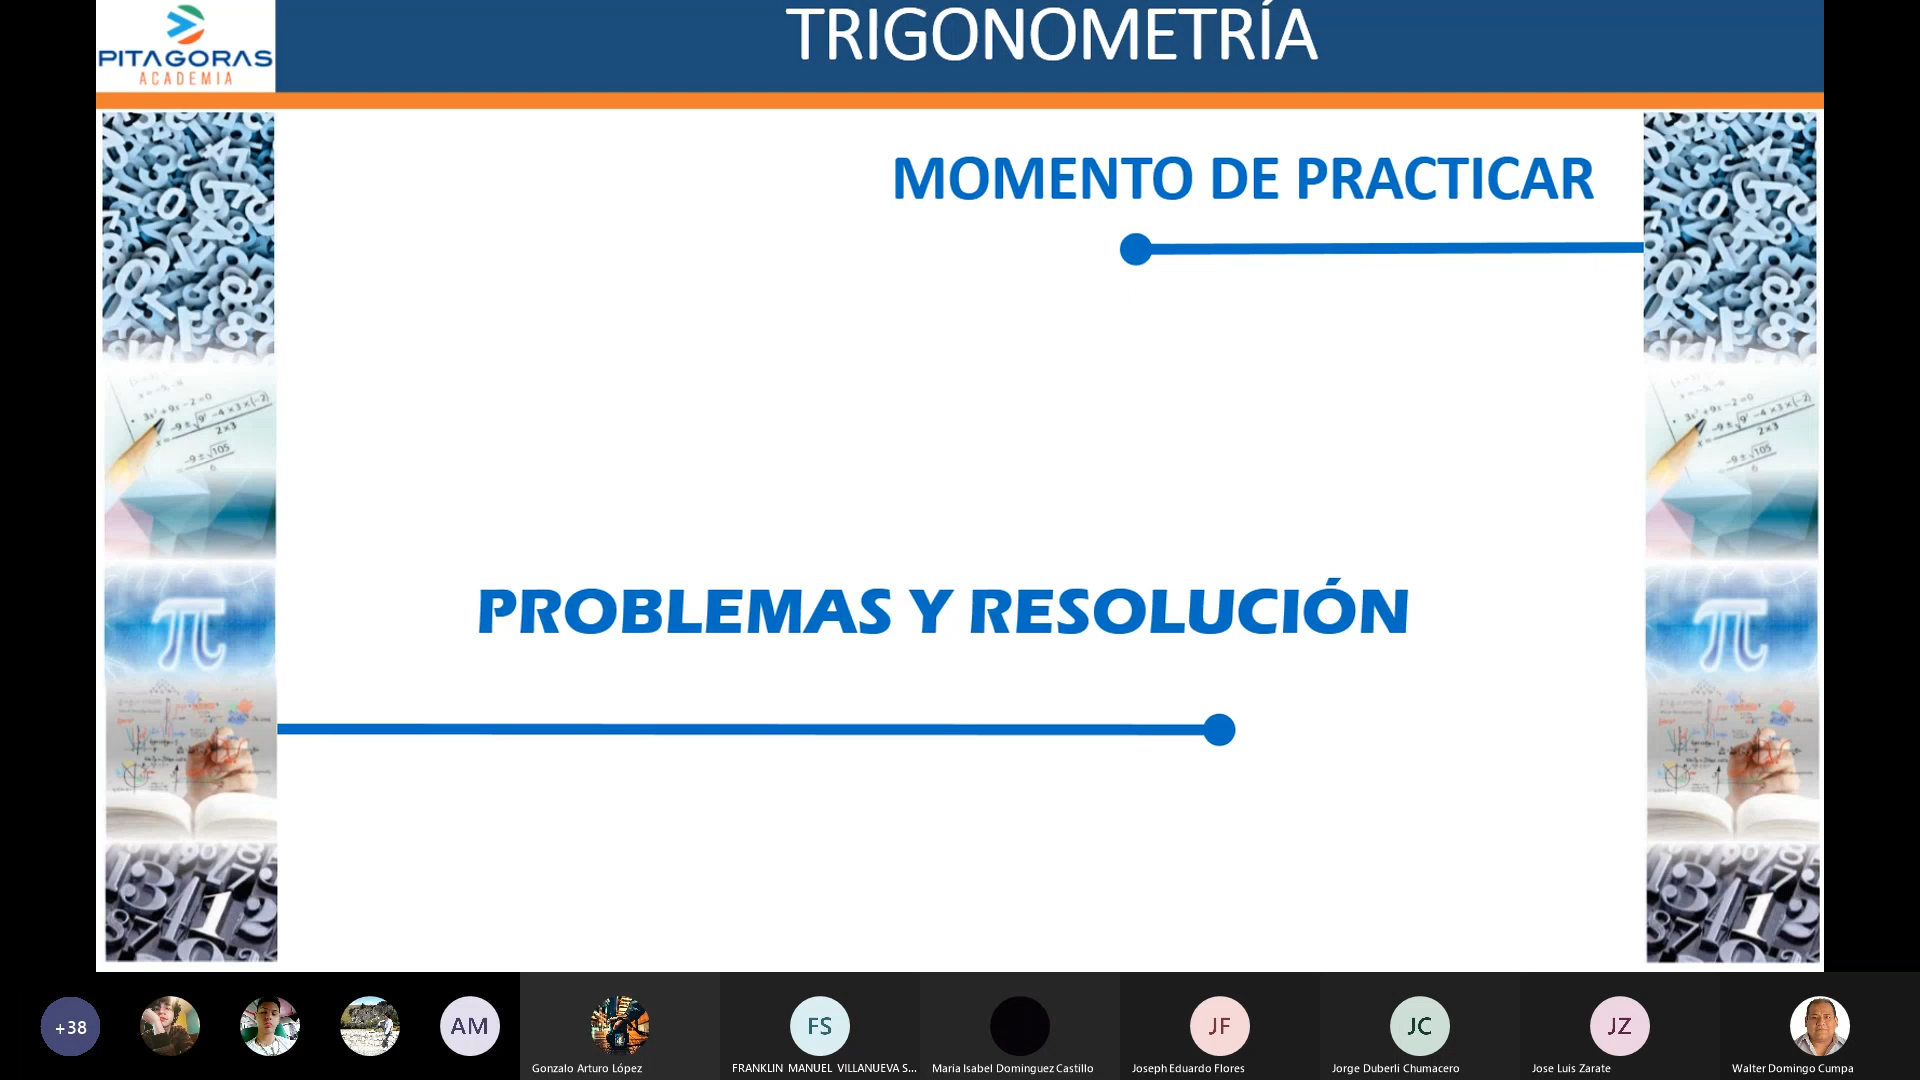 TRIGONOMETRÍA
PITAGORAS
ACADEMIA
MOMENTO DE PRACTICAR
PROBLEMAS Y RESOLUCIÓN
+38
AM
FS
JF
JC
JZ
Gonzalo Arturo López
FRANKLIN MANUEL VILLANUEVA S...
Maria Isabel Dominguez Castillo
Joseph Eduardo Flores
Jorge Duberli Chumacero
Jose Luis Zarate
Walter Domingo Cumpa